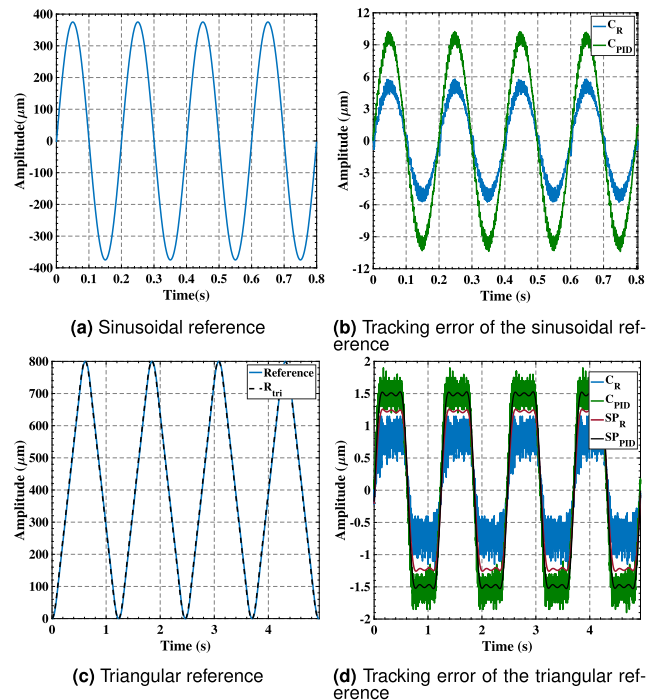 400
300
200
100
0
-100
-200
-300
-400
Amplitude(μm)
0 0.1 0.2 0.3 0.4 0.5 0.6 0.7 0.8
Time(s)
(a) Sinusoidal reference
12
9
6
3
0
-3
-6
-9
-12
Amplitude (μm)
C_R
C_PID
0 0.1 0.2 0.3 0.4 0.5 0.6 0.7 0.8
Time (s)
(b) Tracking error of the sinusoidal ref-
erence
800
700
600
500
400
300
200
100
0
Amplitude (μm)
Reference
R_tri
0 1 2 3 4
Time (s)
(c) Triangular reference
2
1.5
1
0.5
0
-0.5
-1
-1.5
-2
Amplitude (μm)
C_R
C_PID
SP_R
SP_PID
0 1 2 3 4
Time (s)
(d) Tracking error of the triangular ref-
erence